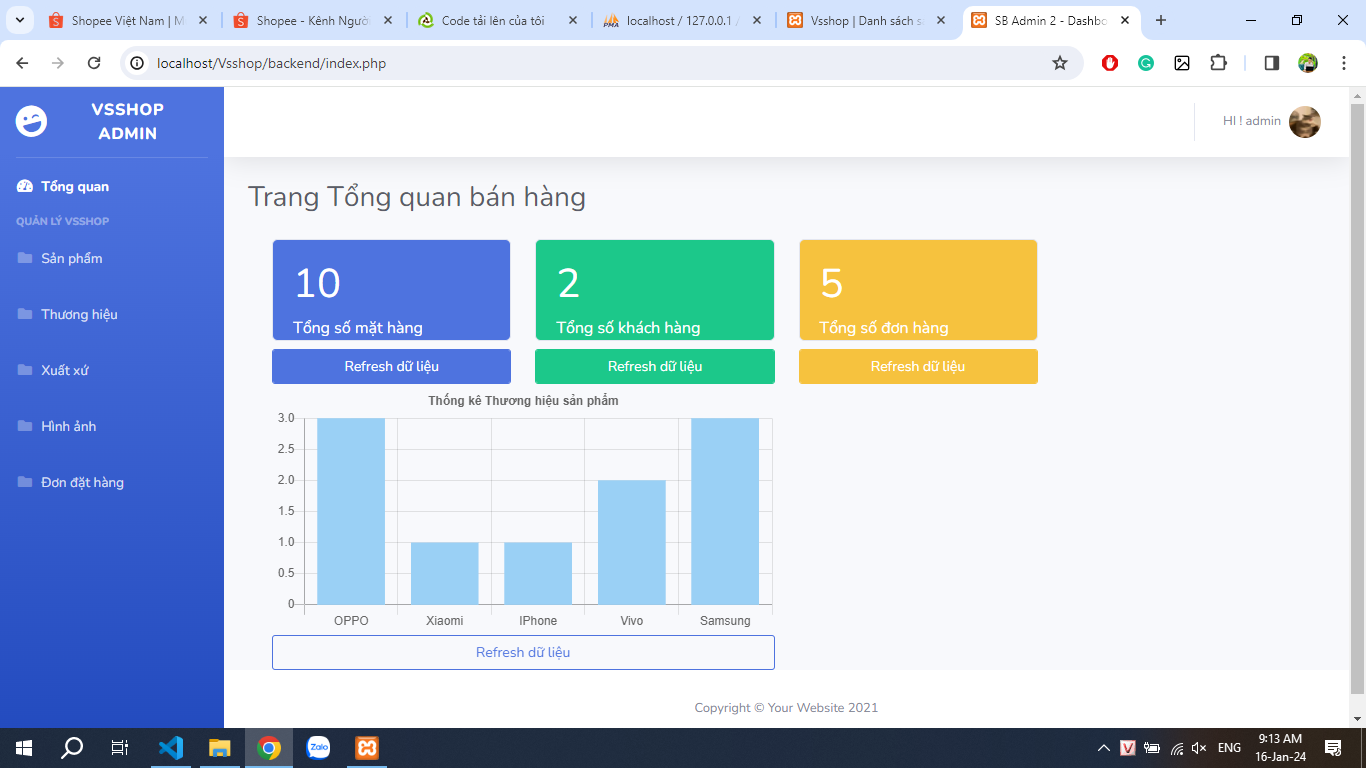 Shopee Việt Nam | M
Shopee - Kênh Người
Code tải lên của tôi
localhost / 127.0.0.1 /
Vsshop | Danh sách s
SB Admin 2 - Dashbo
localhost/Vsshop/backend/index.php
VSSHOP
ADMIN
HI ! admin
Tổng quan
QUẢN LÝ VSSHOP
Sản phẩm
Thương hiệu
Xuất xứ
Hình ảnh
Đơn đặt hàng
Trang Tổng quan bán hàng
10
Tổng số mặt hàng
Refresh dữ liệu
2
Tổng số khách hàng
Refresh dữ liệu
5
Tổng số đơn hàng
Refresh dữ liệu
Thống kê Thương hiệu sản phẩm
3.0
2.5
2.0
1.5
1.0
0.5
0
OPPO Xiaomi IPhone Vivo Samsung
Refresh dữ liệu
Copyright © Your Website 2021
Zalo
V
ENG
9:13 AM
16-Jan-24